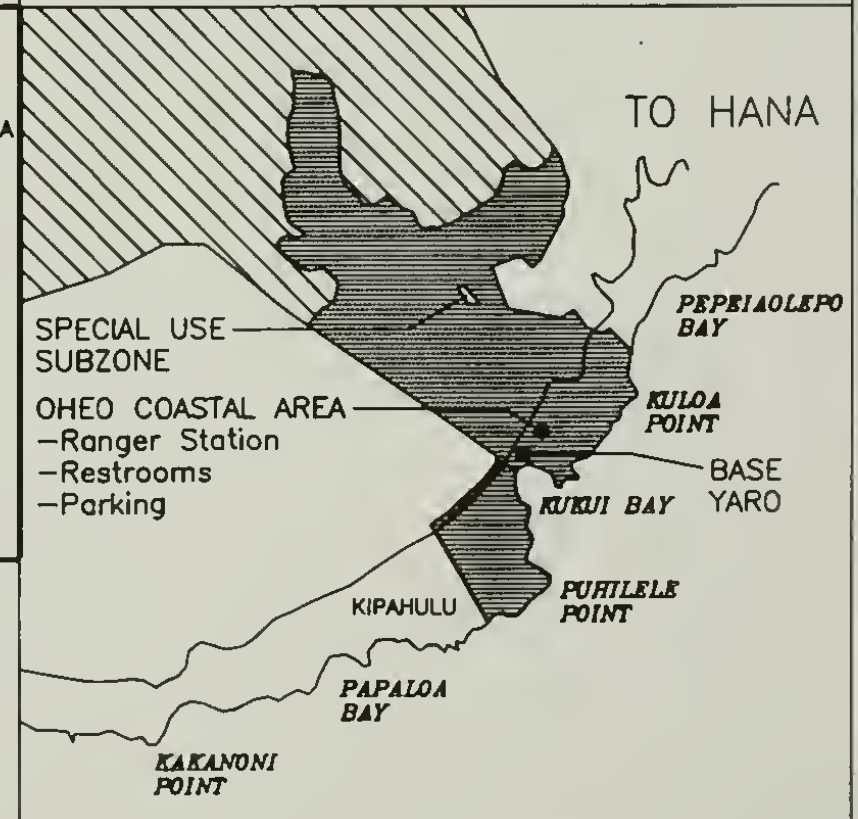 A
TO HANA
PEPEIAOLEPO
BAY
SPECIAL USE
SUBZONE
OHEO COASTAL AREA
-Ranger Station
-Restrooms
-Parking
KULOA
POINT
BASE
YARO
KUKUI BAY
PUHILELE
POINT
KIPAHULU
PAPALOA
BAY
KAKANONI
POINT